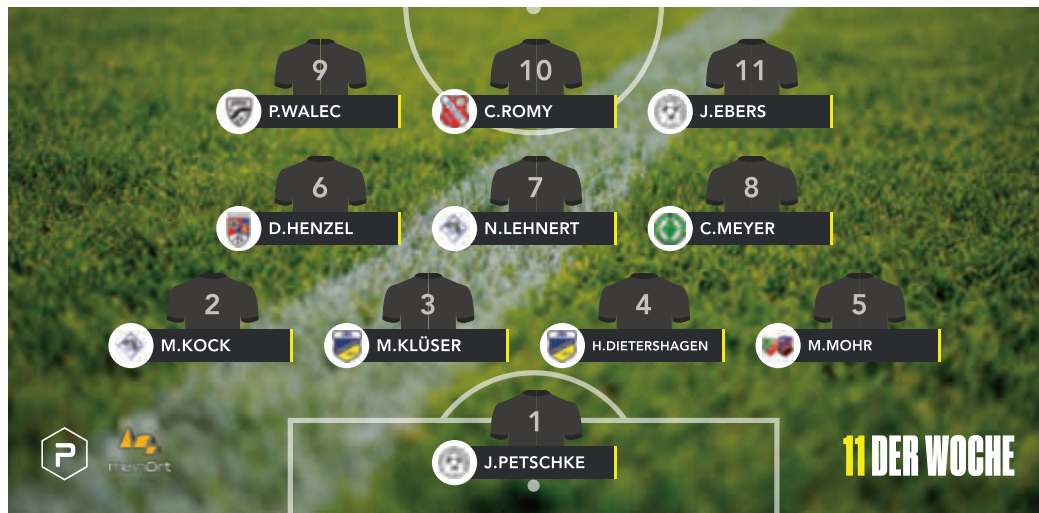 9
P.WALEC
10
C.ROMY
11
J.EBERS
6
D.HENZEL
7
N.LEHNERT
8
C.MEYER
2
M.KOCK
3
M.KLÜSER
4
H.DIETERSHAGEN
5
M.MOHR
1
J.PETSCHKE
P
meinOrt
11 DER WOCHE